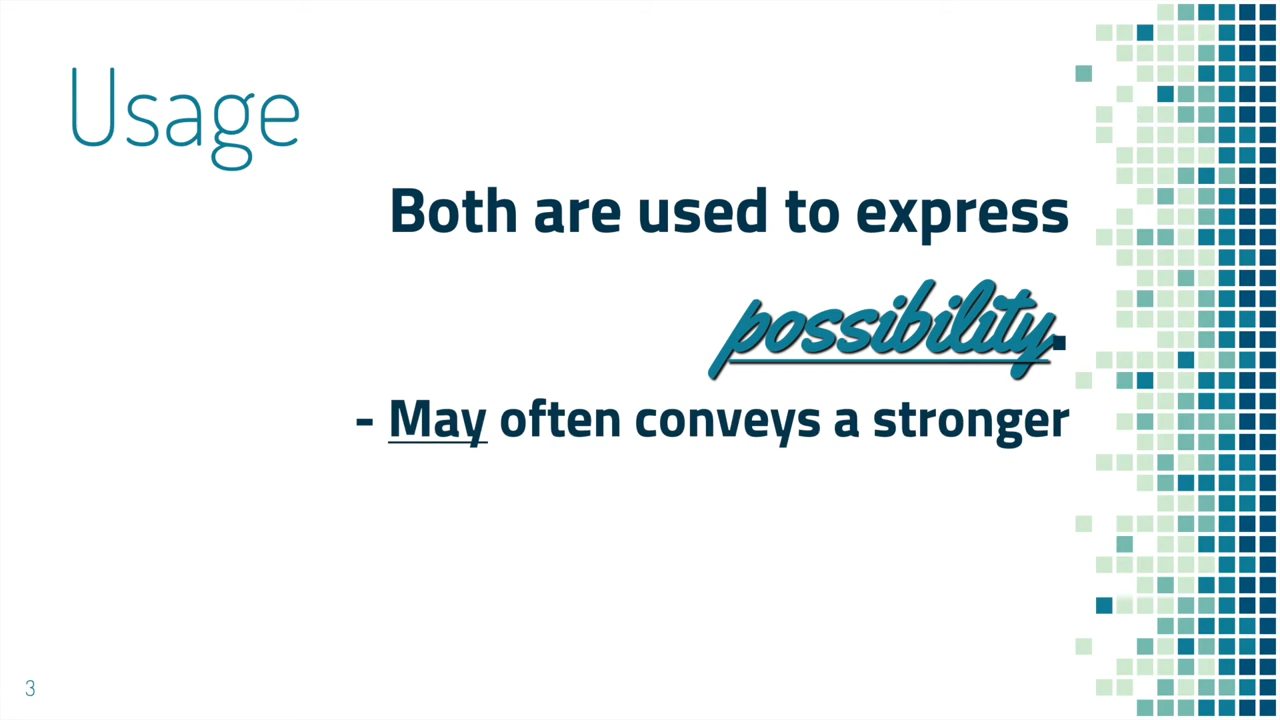 Usage
Both are used to express
possibility.
- May often conveys a stronger
3